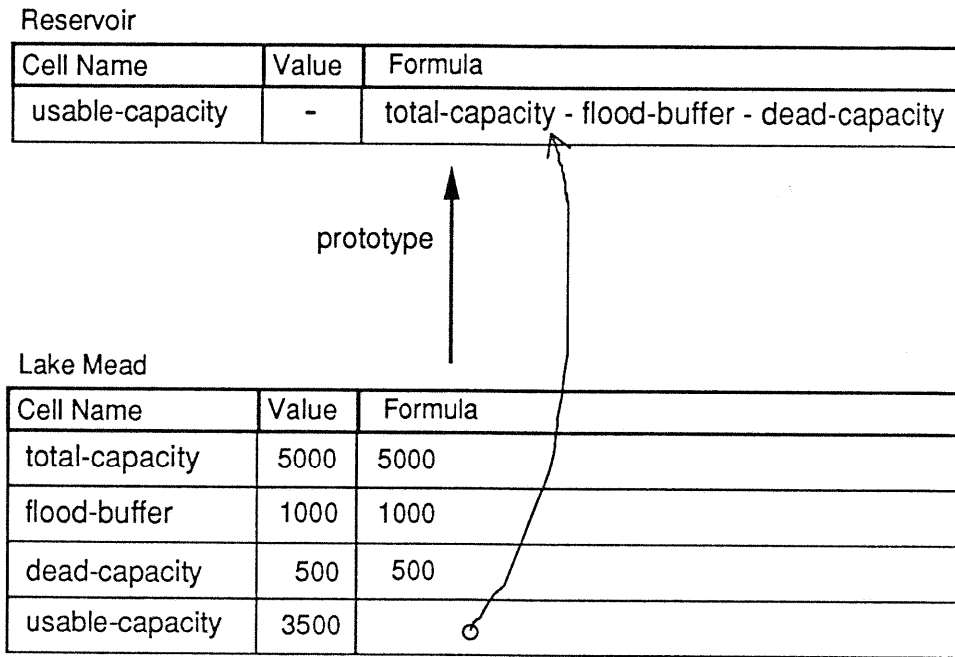 Reservoir
Cell Name Value Formula
usable-capacity - total-capacity - flood-buffer - dead-capacity
prototype
Lake Mead
Cell Name Value Formula
total-capacity 5000 5000
flood-buffer 1000 1000
dead-capacity 500 500
usable-capacity 3500